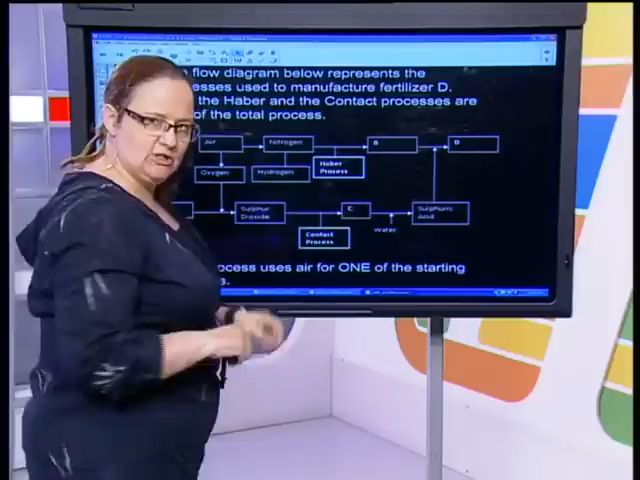 flow diagram below represents the
esses used to manufacture fertilizer D.
the Haber and the Contact processes are
of the total process.
Air
Nitrogen
B
D
Haber
Process
Oxygen
Hydrogen
Sulphur
Dioxide
C
Water
Sulphuric
Acid
Contact
Process
ocess uses air for ONE of the starting
s.